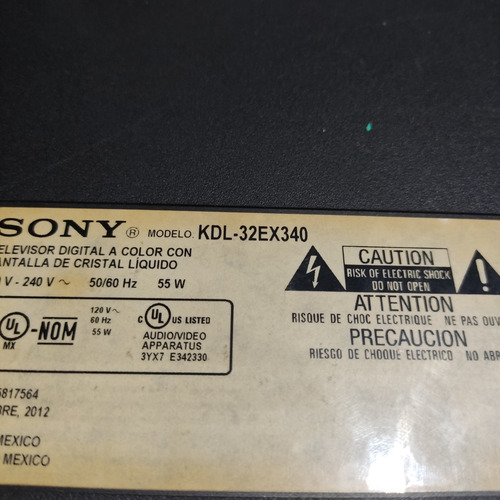 SONY ® MODELO: KDL-32EX340
ELEVISOR DIGITAL A COLOR CON
ANTALLA DE CRISTAL LÍQUIDO
V - 240 V ~ 50/60 Hz 55 W
UL MX -NOM 120 V~ 60 Hz 55 W
C UL US LISTED
AUDIO/VIDEO
APPARATUS
3YX7 E342330
5817564
BRE, 2012
MEXICO
MEXICO
CAUTION
RISK OF ELECTRIC SHOCK
DO NOT OPEN
ATTENTION
RISQUE DE CHOC ELECTRIQUE NE PAS OUV
PRECAUCION
RIESGO DE CHOQUE ELECTRICO NO ABR